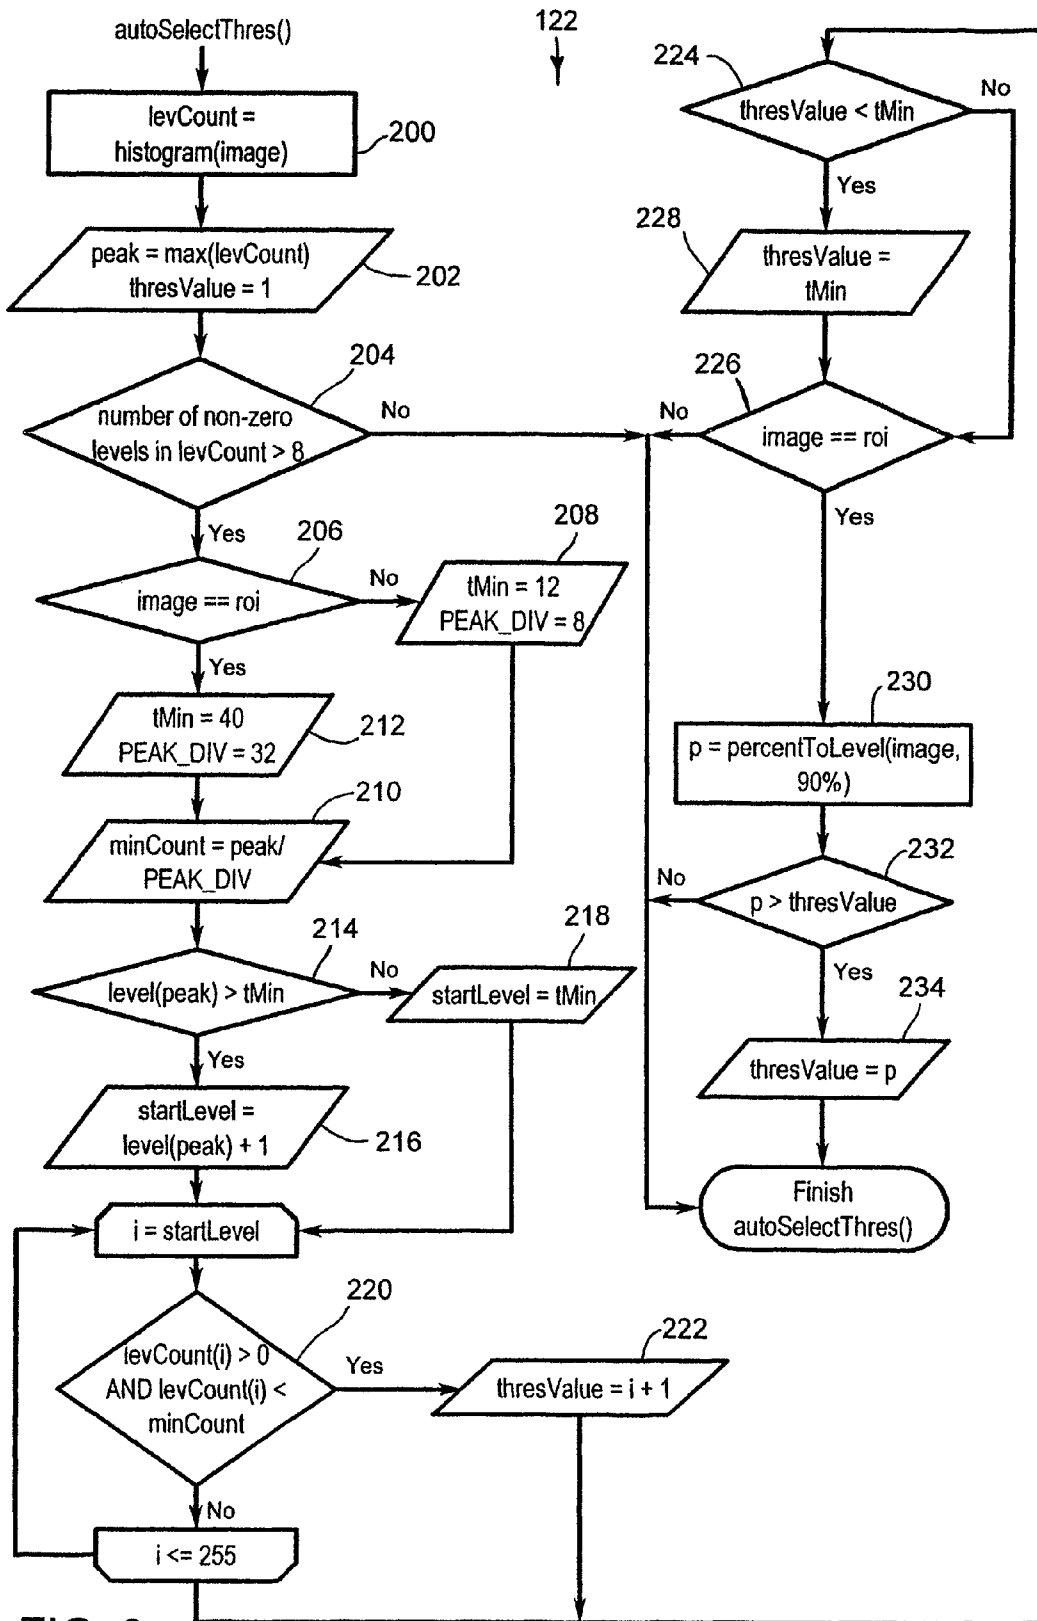 autoSelectThres()
122
levCount =
histogram(image)
200
peak = max(levCount)
thresValue = 1
202
number of non-zero
levels in levCount > 8
204
No
Yes
image == roi
206
No
tMin = 12
PEAK_DIV = 8
208
Yes
tMin = 40
PEAK_DIV = 32
212
minCount = peak/
PEAK_DIV
210
level(peak) > tMin
214
No
startLevel = tMin
218
Yes
startLevel =
level(peak) + 1
216
i = startLevel
levCount(i) > 0
AND levCount(i) <
minCount
220
Yes
thresValue = i + 1
222
No
i <= 255
thresValue < tMin
224
No
Yes
thresValue =
tMin
228
image == roi
226
No
Yes
p = percentToLevel(image,
90%)
230
p > thresValue
232
No
Yes
thresValue = p
234
Finish
autoSelectThres()